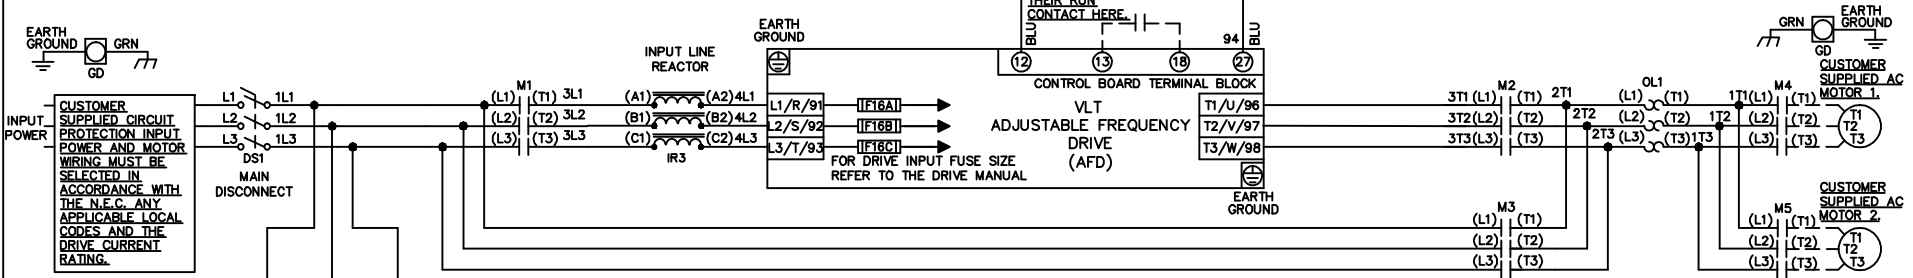 THEIR RUN
CONTACT HERE.
EARTH
GROUND
GRN
GD
INPUT
POWER
CUSTOMER
SUPPLIED CIRCUIT
PROTECTION INPUT
POWER AND MOTOR
WIRING MUST BE
SELECTED IN
ACCORDANCE WITH
THE N.E.C. ANY
APPLICABLE LOCAL
CODES AND THE
DRIVE CURRENT
RATING.
L1 1L1
L2 1L2
L3 1L3
DS1
MAIN
DISCONNECT
M1
(L1) (T1) 3L1
(L2) (T2) 3L2
(L3) (T3) 3L3
INPUT LINE
REACTOR
(A1) (A2) 4L1
(B1) (B2) 4L2
(C1) (C2) 4L3
IR3
EARTH
GROUND
L1/R/91
L2/S/92
L3/T/93
IF16A
IF16B
IF16C
FOR DRIVE INPUT FUSE SIZE
REFER TO THE DRIVE MANUAL
BLU
94 BLU
12 13 18 27
CONTROL BOARD TERMINAL BLOCK
VLT
ADJUSTABLE FREQUENCY
DRIVE
(AFD)
T1/U/96
T2/V/97
T3/W/98
EARTH
GROUND
M2
3T1 (L1) (T1) 2T1
3T2 (L2) (T2) 2T2
3T3 (L3) (T3) 2T3
M3
(L1) (T1)
(L2) (T2)
(L3) (T3)
OL1
(L1) (T1) 1T1
(L2) (T2) 1T2
(L3) (T3) 1T3
M4
(L1) (T1)
(L2) (T2)
(L3) (T3)
GRN
GD
EARTH
GROUND
CUSTOMER
SUPPLIED AC
MOTOR 1.
T1
T2
T3
M5
(L1) (T1)
(L2) (T2)
(L3) (T3)
CUSTOMER
SUPPLIED AC
MOTOR 2.
T1
T2
T3